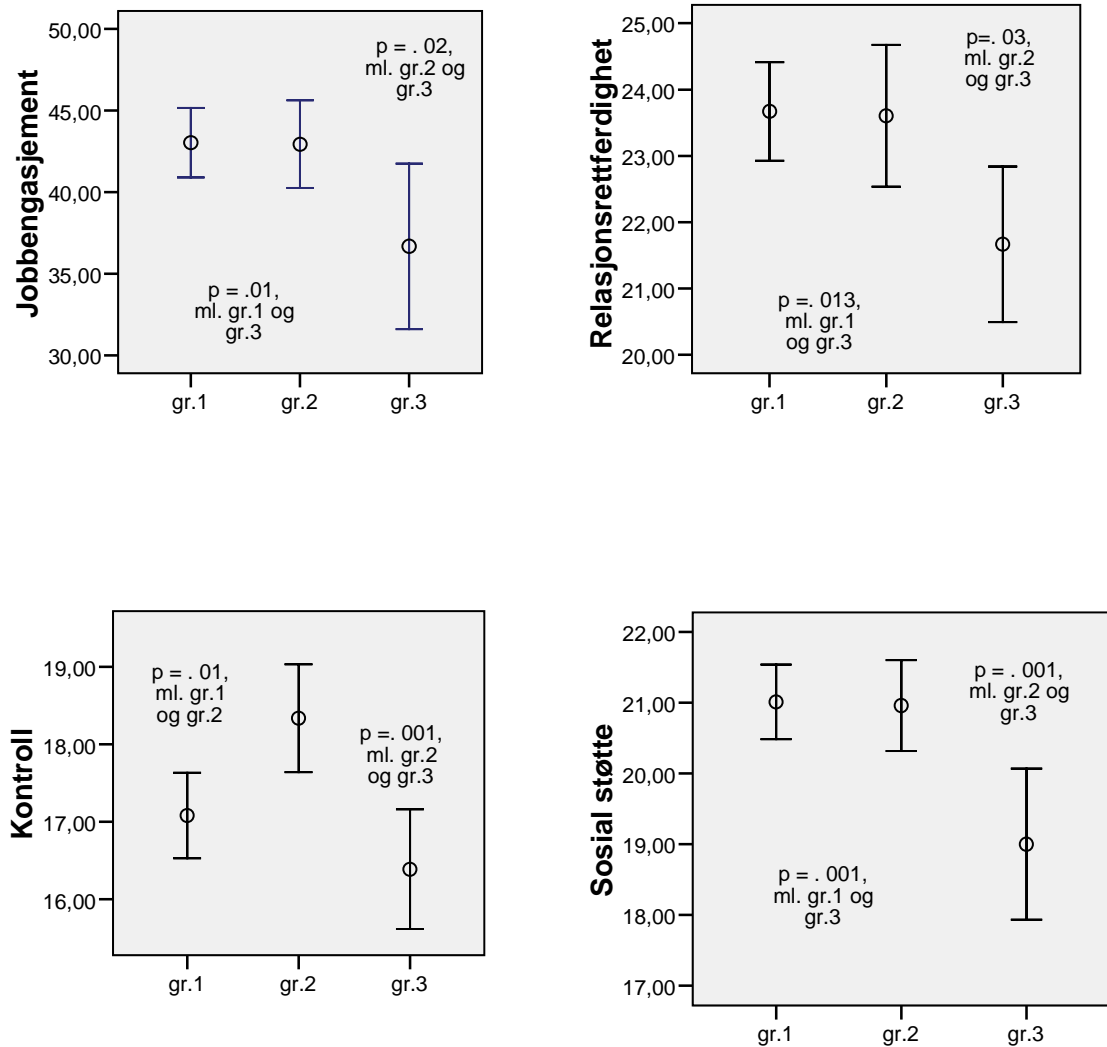 Jobbengasjement
50,00
45,00
40,00
35,00
30,00
p = . 02,
ml. gr.2 og
gr.3
p = .01,
ml. gr.1 og
gr.3
gr.1
gr.2
gr.3
Relasjonsrettferdighet
25,00
24,00
23,00
22,00
21,00
20,00
p=. 03,
ml. gr.2
og gr.3
p =. 013,
ml. gr.1
og gr.3
gr.1
gr.2
gr.3
Kontroll
19,00
18,00
17,00
16,00
p = . 01,
ml. gr.1
og gr.2
p =. 001,
ml. gr.2
og gr.3
gr.1
gr.2
gr.3
Sosial støtte
22,00
21,00
20,00
19,00
18,00
17,00
p = . 001,
ml. gr.2 og
gr.3
p = . 001,
ml. gr.1 og
gr.3
gr.1
gr.2
gr.3